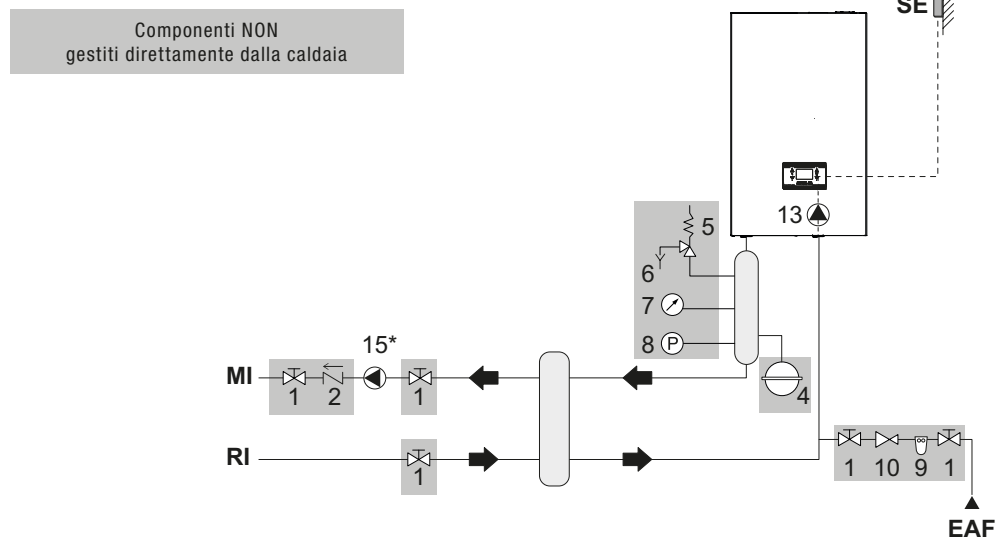 Componenti NON
gestiti direttamente dalla caldaia
SE
13
5
6
7
8 P
4
15*
MI
1 2 1
RI
1
1 10 9 1
EAF